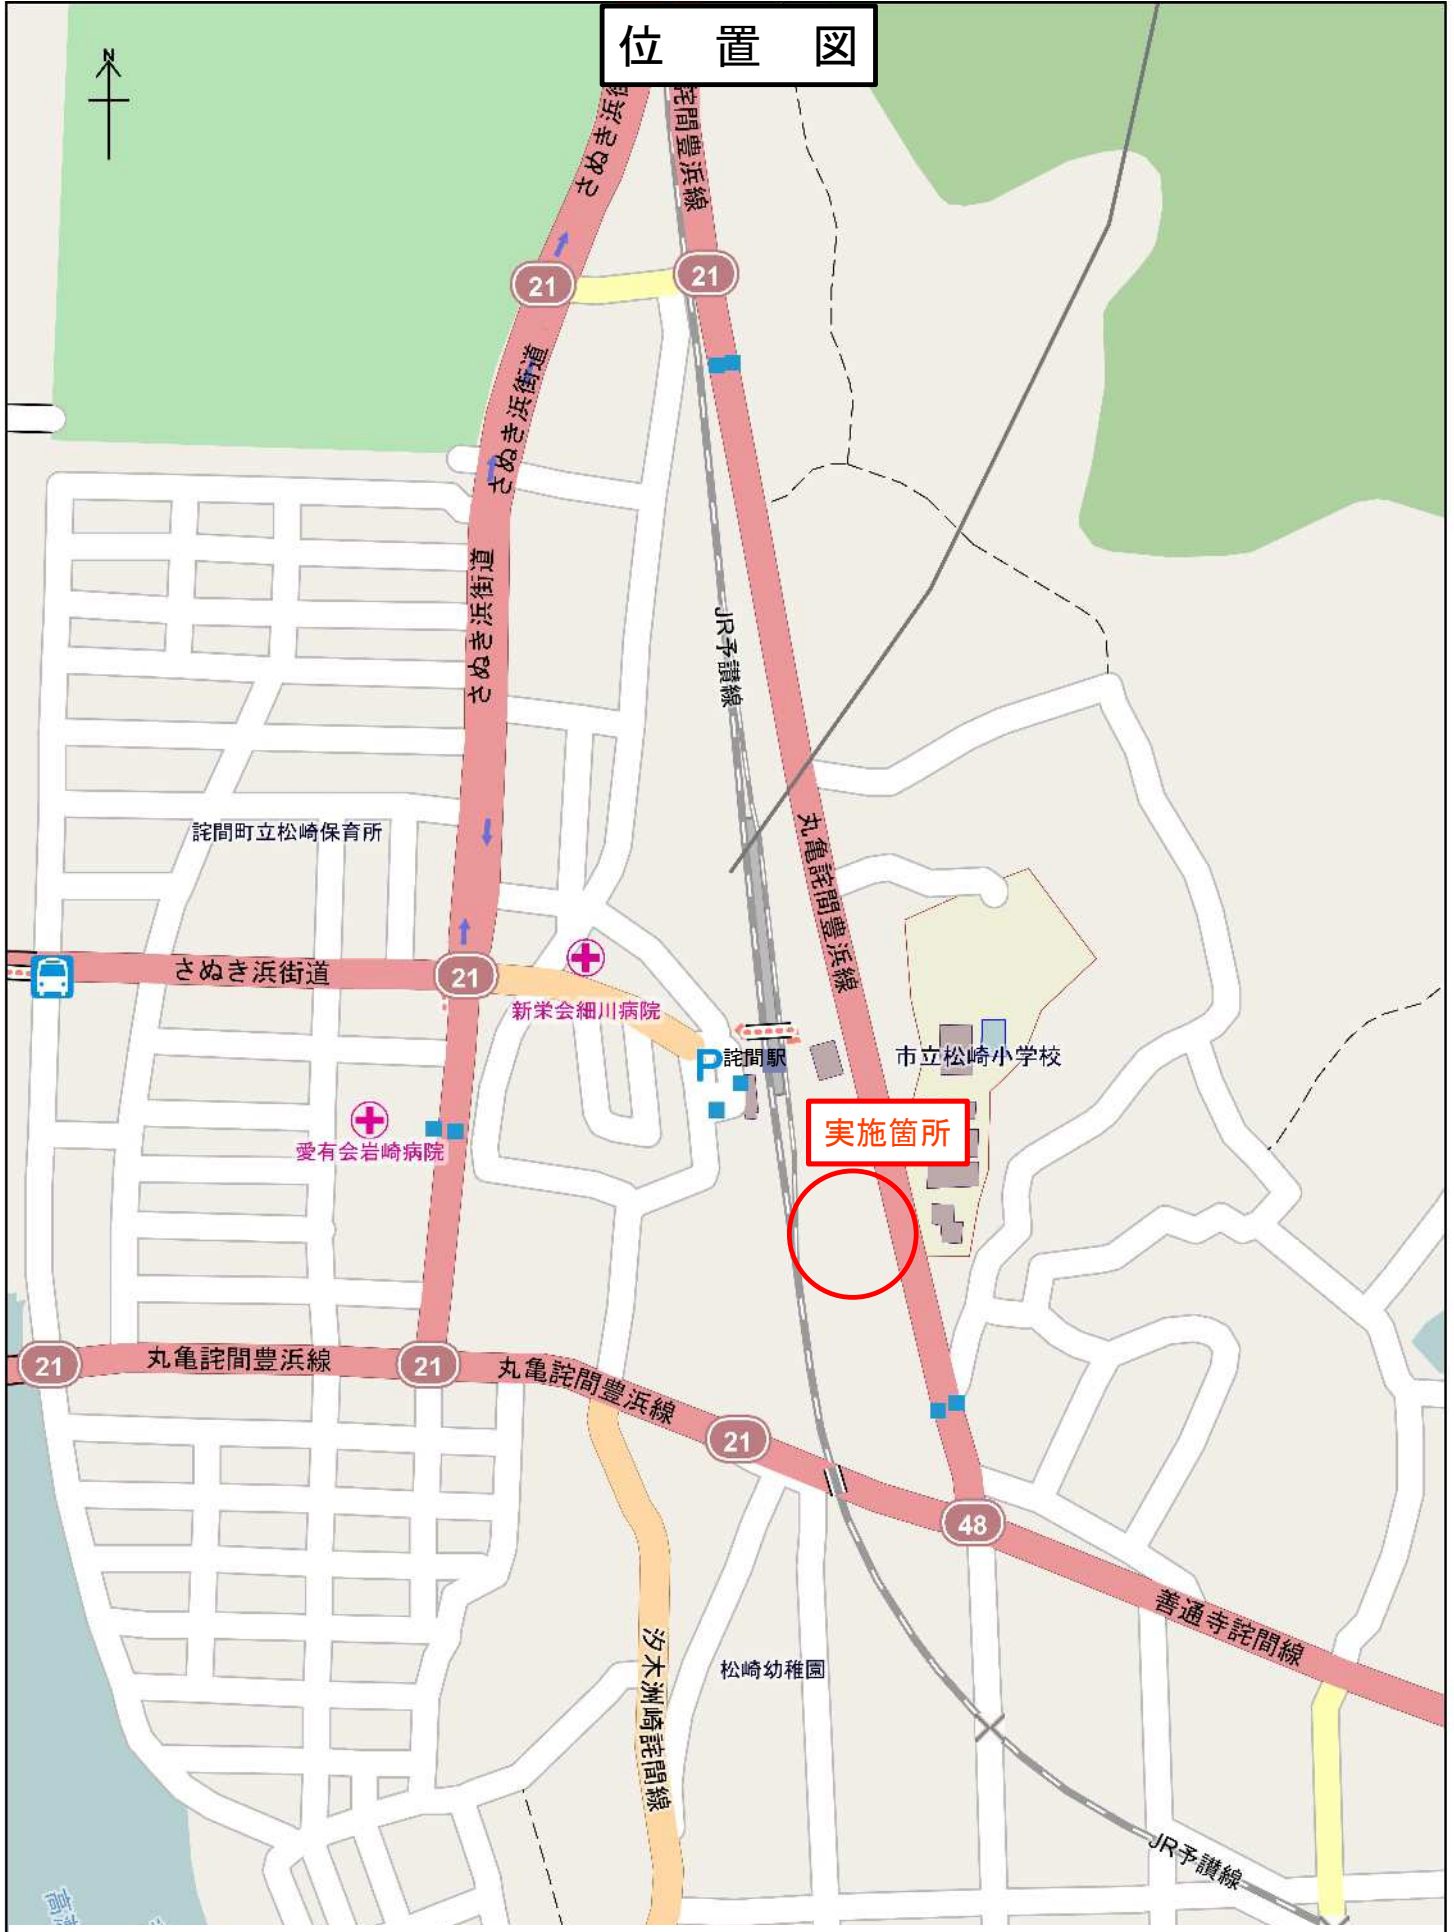 位置図
N
さぬき浜街
詫間豊浜線
21
21
さぬき浜街道
さぬき浜街道
JR予讃線
詫間町立松崎保育所
丸亀詫間豊浜線
さぬき浜街道
21
新栄会細川病院
P
詫間駅
市立松崎小学校
実施箇所
愛有会岩崎病院
21
丸亀詫間豊浜線
21
丸亀詫間豊浜線
21
48
善通寺詫間線
汐木洲崎詫間線
松崎幼稚園
JR予讃線